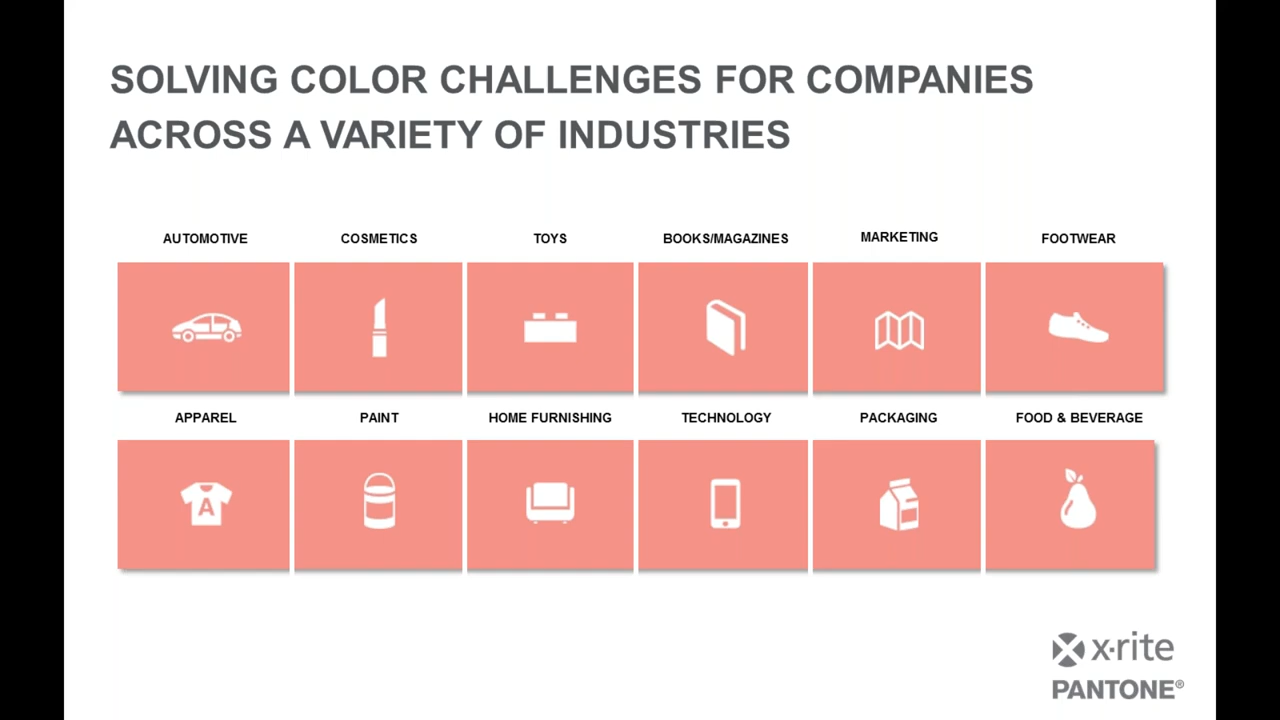 SOLVING COLOR CHALLENGES FOR COMPANIES
ACROSS A VARIETY OF INDUSTRIES
AUTOMOTIVE
COSMETICS
TOYS
BOOKS/MAGAZINES
MARKETING
FOOTWEAR
APPAREL
PAINT
HOME FURNISHING
TECHNOLOGY
PACKAGING
FOOD & BEVERAGE
A
x·rite
PANTONE®